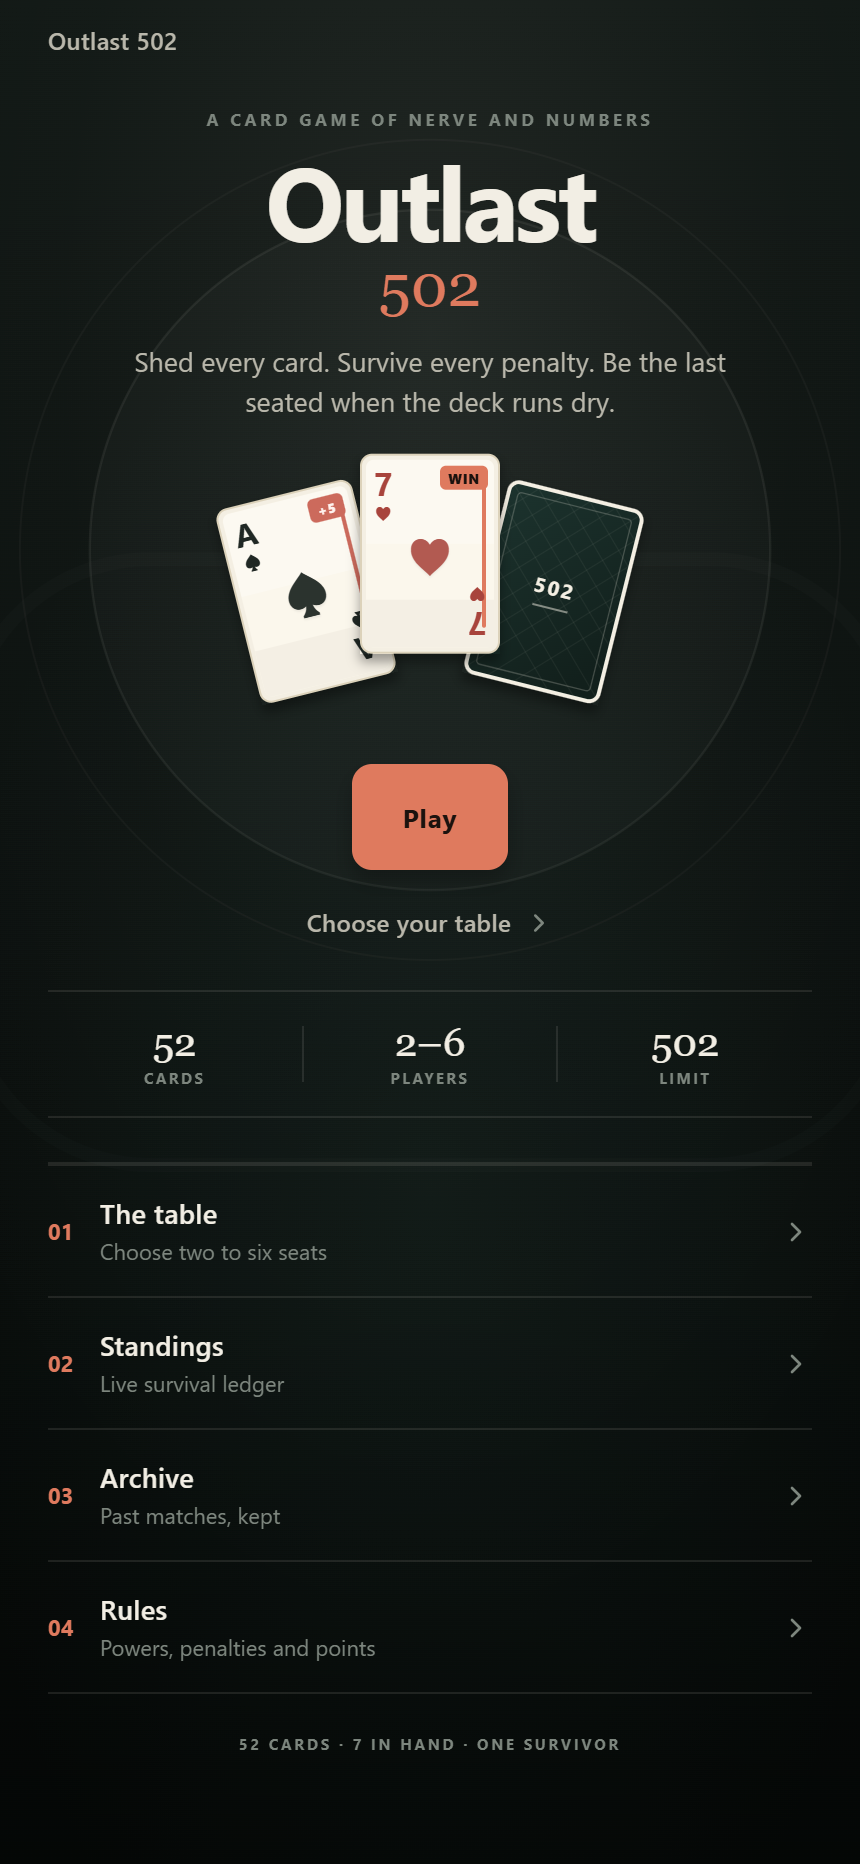 Outlast 502
A CARD GAME OF NERVE AND NUMBERS
Outlast
502
Shed every card. Survive every penalty. Be the last
seated when the deck runs dry.
A
+5
A
7
WIN
7
502
Play
Choose your table
52
CARDS
2–6
PLAYERS
502
LIMIT
01
The table
Choose two to six seats
02
Standings
Live survival ledger
03
Archive
Past matches, kept
04
Rules
Powers, penalties and points
52 CARDS · 7 IN HAND · ONE SURVIVOR